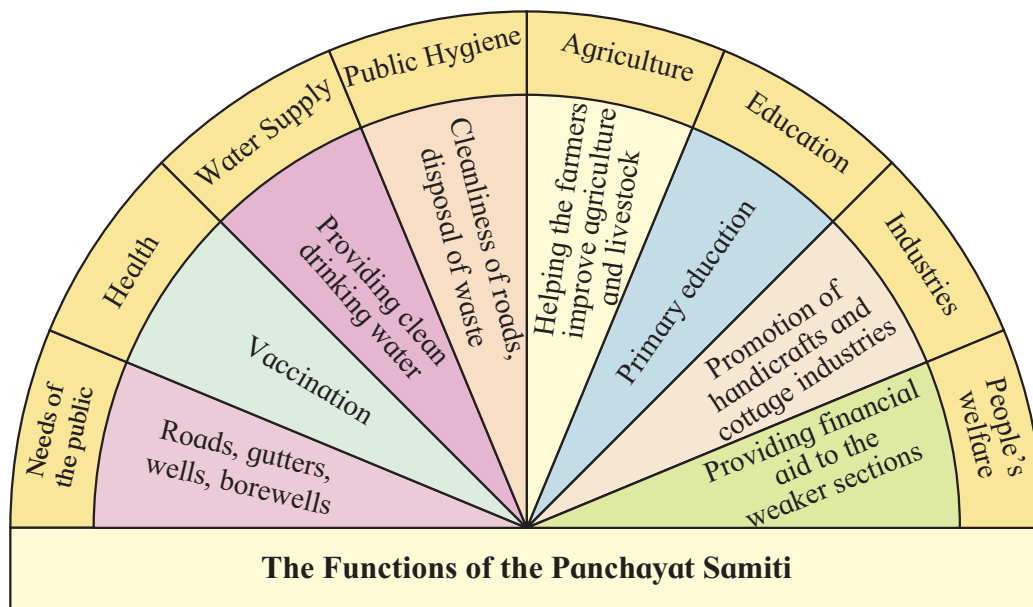 Needs of
the public
Roads, gutters,
wells, borewells
Health
Vaccination
Water Supply
Providing clean
drinking water
Public Hygiene
Cleanliness of roads,
disposal of waste
Agriculture
Helping the farmers
improve agriculture
and livestock
Education
Primary education
Industries
Promotion of
handicrafts and
cottage industries
People's
welfare
Providing financial
aid to the
weaker sections
The Functions of the Panchayat Samiti